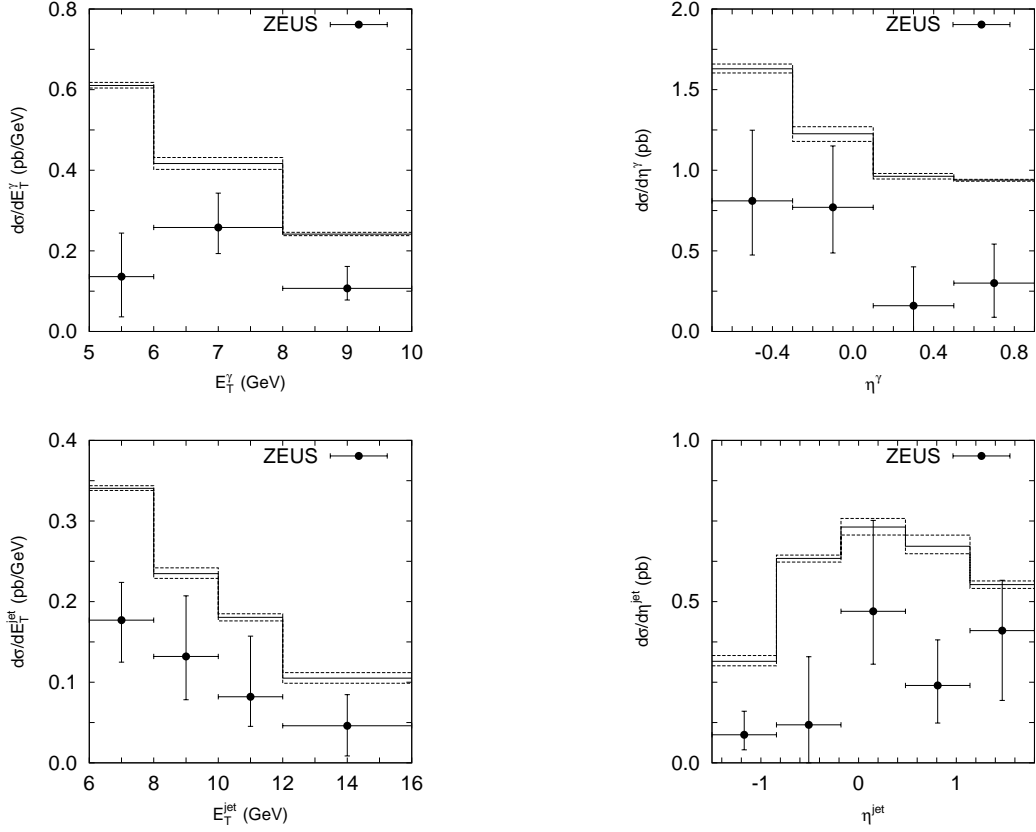 ZEUS
0.8
0.6
0.4
0.2
0.0
dσ/dE_T^γ (pb/GeV)
5 6 7 8 9 10
E_T^γ (GeV)
ZEUS
2.0
1.5
1.0
0.5
0.0
dσ/dη^γ (pb)
-0.4 0.0 0.4 0.8
η^γ
ZEUS
0.4
0.3
0.2
0.1
0.0
dσ/dE_T^jet (pb/GeV)
6 8 10 12 14 16
E_T^jet (GeV)
ZEUS
1.0
0.5
0.0
dσ/dη^jet (pb)
-1 0 1
η^jet